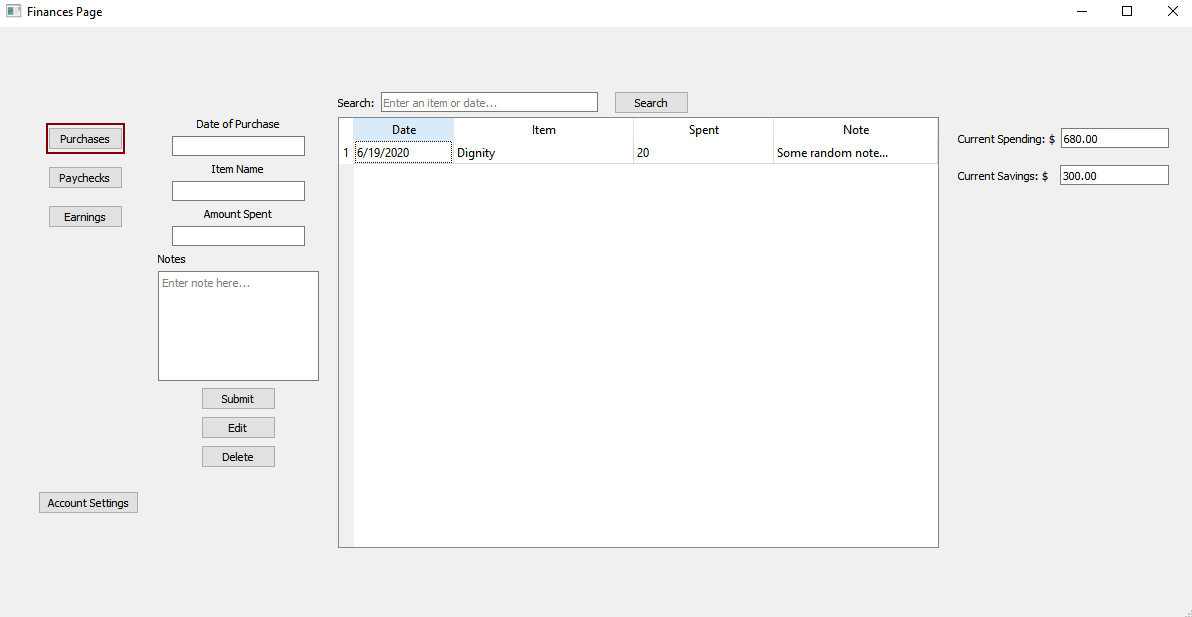 Finances Page
Search: Enter an item or date... Search
Purchases
Paychecks
Earnings
Account Settings
Date of Purchase
Item Name
Amount Spent
Notes
Enter note here...
Submit
Edit
Delete
Date Item Spent Note
1 6/19/2020 Dignity 20 Some random note...
Current Spending: $ 680.00
Current Savings: $ 300.00